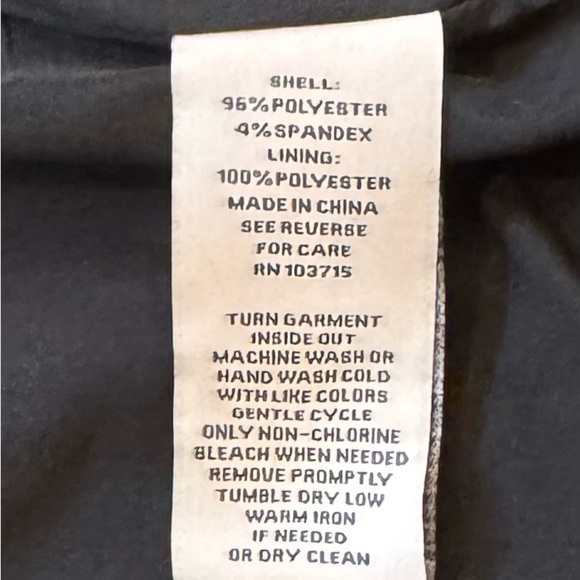 SHELL:
96%POLYESTER
4%SPANDEX
LINING:
100%POLYESTER
MADE IN CHINA
SEE REVERSE
FOR CARE
RN 103715
TURN GARMENT
INSIDE OUT
MACHINE WASH OR
HAND WASH COLD
WITH LIKE COLORS
GENTLE CYCLE
ONLY NON-CHLORINE
BLEACH WHEN NEEDED
REMOVE PROMPTLY
TUMBLE DRY LOW
WARM IRON
IF NEEDED
OR DRY CLEAN